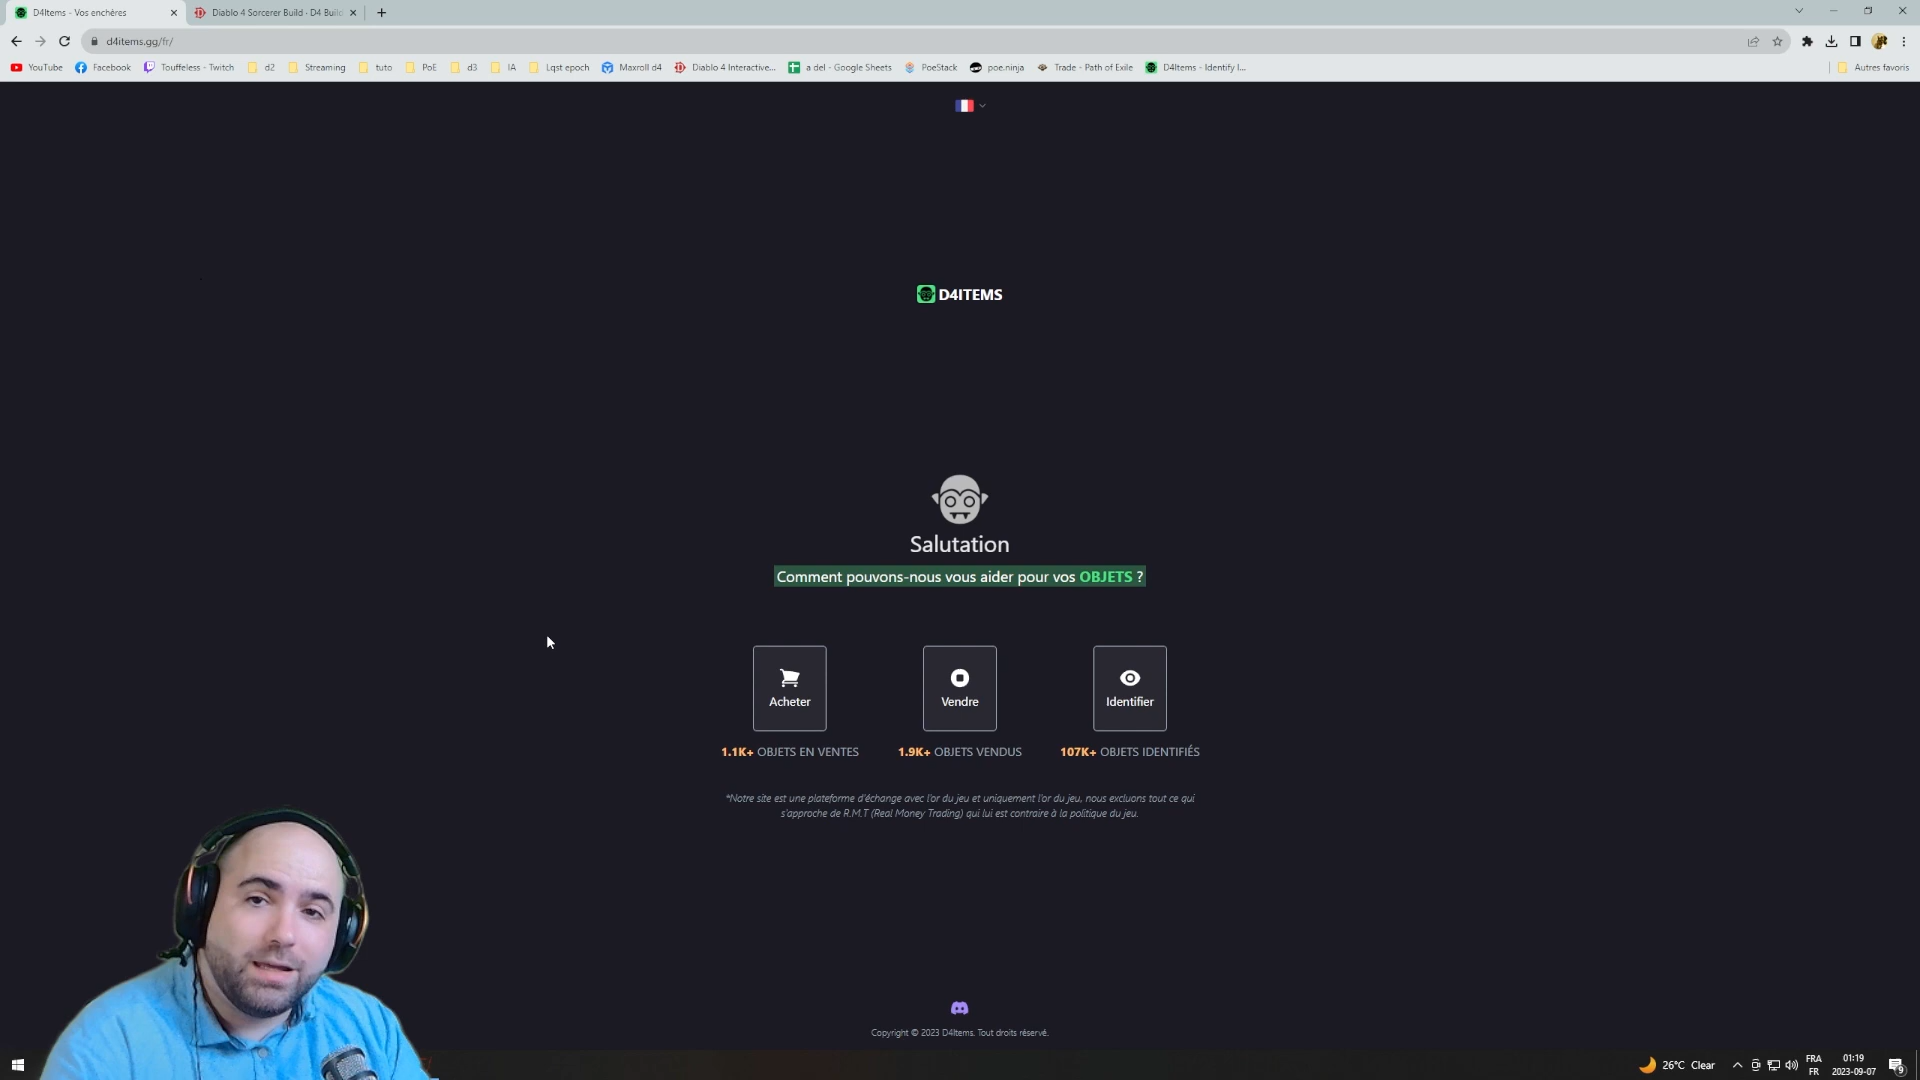 D4Items - Vos enchères
Diablo 4 Sorcerer Build - D4 Buil
d4items.gg/fr/
YouTube
Facebook
Touffeless - Twitch
d2
Streaming
tuto
PoE
d3
IA
Lqst epoch
Maxroll d4
Diablo 4 Interactive...
a del - Google Sheets
PoeStack
poe.ninja
Trade - Path of Exile
D4Items - Identify I...
Autres favoris
D4ITEMS
Salutation
Comment pouvons-nous vous aider pour vos OBJETS ?
Acheter
Vendre
Identifier
1.1K+ OBJETS EN VENTES
1.9K+ OBJETS VENDUS
107K+ OBJETS IDENTIFIÉS
*Notre site est une plateforme d'échange avec l'or du jeu et uniquement l'or du jeu, nous excluons tout ce qui
s'approche de R.M.T (Real Money Trading) qui lui est contraire à la politique du jeu.
Copyright © 2023 D4Items. Tout droits réservé.
26°C Clear
FRA
FR
01:19
2023-09-07
9